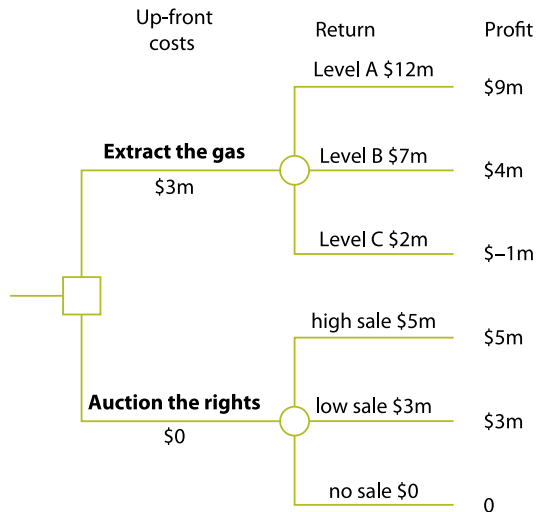 Up-front
costs
Return
Profit
Level A $12m
$9m
Extract the gas
$3m
Level B $7m
$4m
Level C $2m
$–1m
high sale $5m
$5m
Auction the rights
$0
low sale $3m
$3m
no sale $0
0